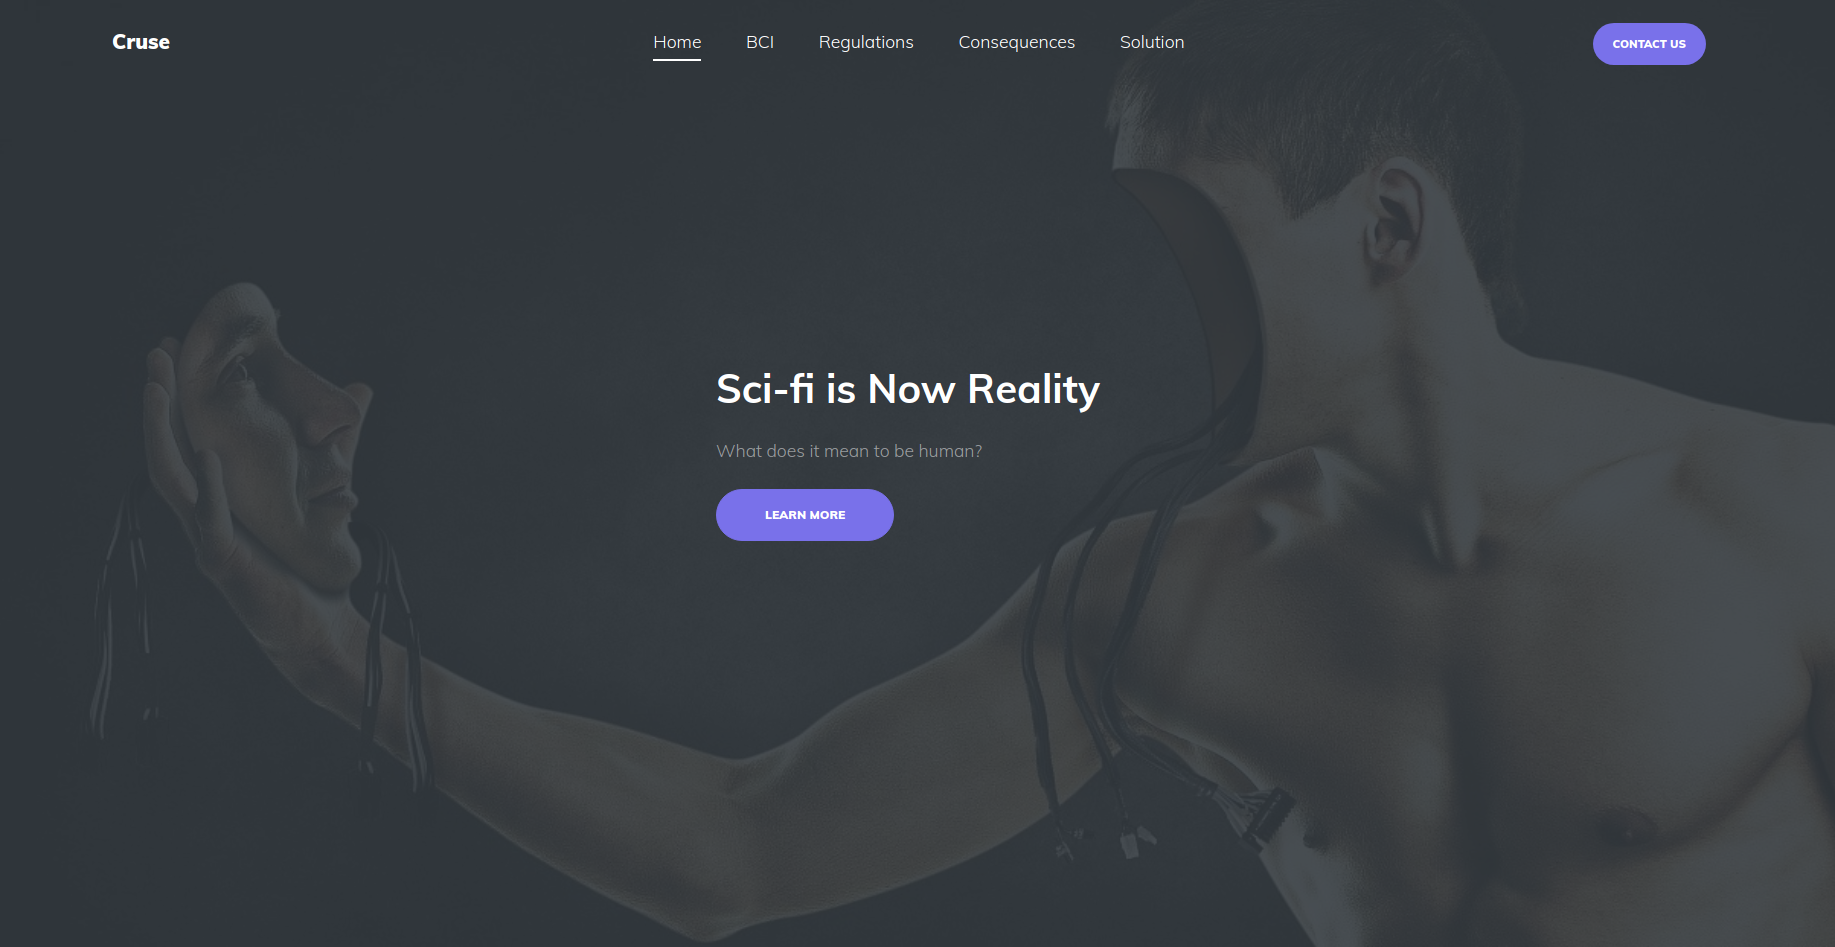 Cruse
Home BCI Regulations Consequences Solution
CONTACT US
Sci-fi is Now Reality
What does it mean to be human?
LEARN MORE